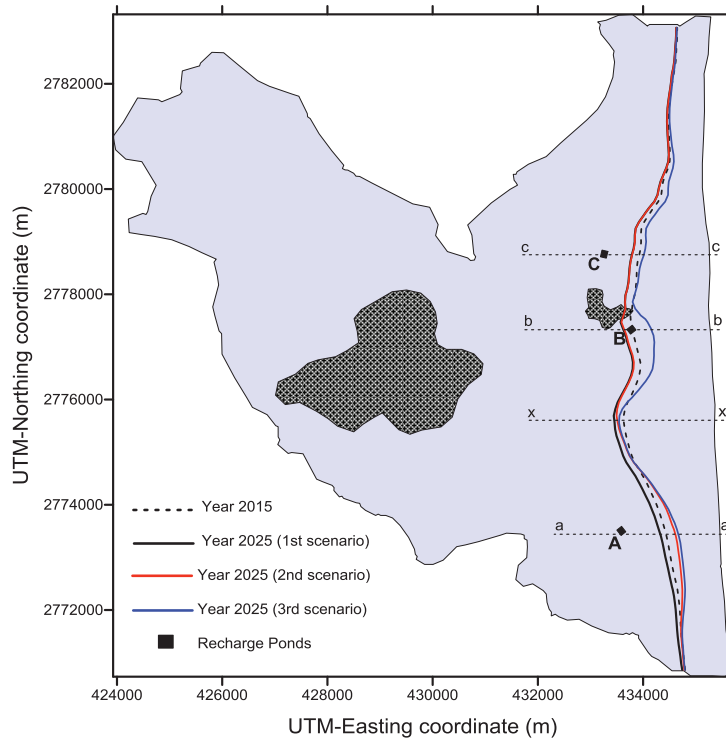 2782000
2780000
2778000
2776000
2774000
2772000
UTM-Northing coordinate (m)
c
c
C
b
b
B
x
x
a
a
A
Year 2015
Year 2025 (1st scenario)
Year 2025 (2nd scenario)
Year 2025 (3rd scenario)
Recharge Ponds
424000
426000
428000
430000
432000
434000
UTM-Easting coordinate (m)